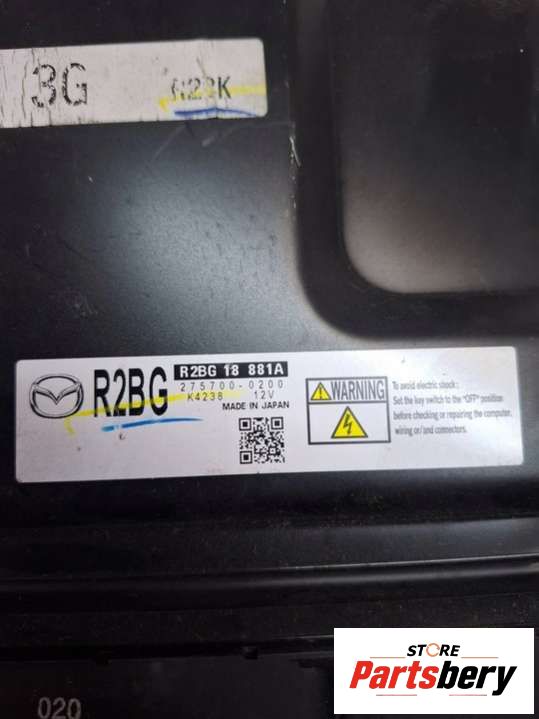 3G
R2BG
R2BG 18 881A
275700-0200
K4238 12V
MADE IN JAPAN
WARNING
To avoid electric shock:
Set the key switch to the "OFF" position
before checking or repairing the computer,
wiring or/and connectors.
020
STORE
Partsbery